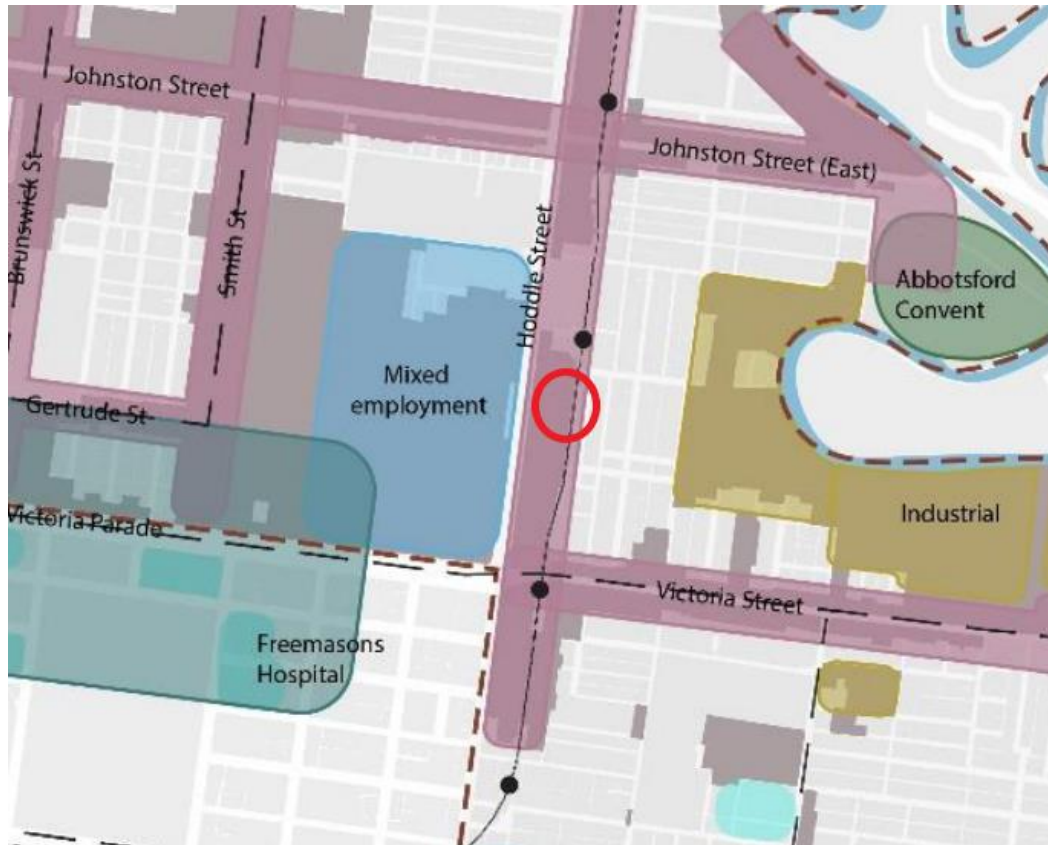 Johnston Street
Johnston Street (East)
Brunswick St
Smith St
Hoddle Street
Abbotsford
Convent
Mixed
employment
Gertrude St
Industrial
Victoria Parade
Victoria Street
Freemasons
Hospital